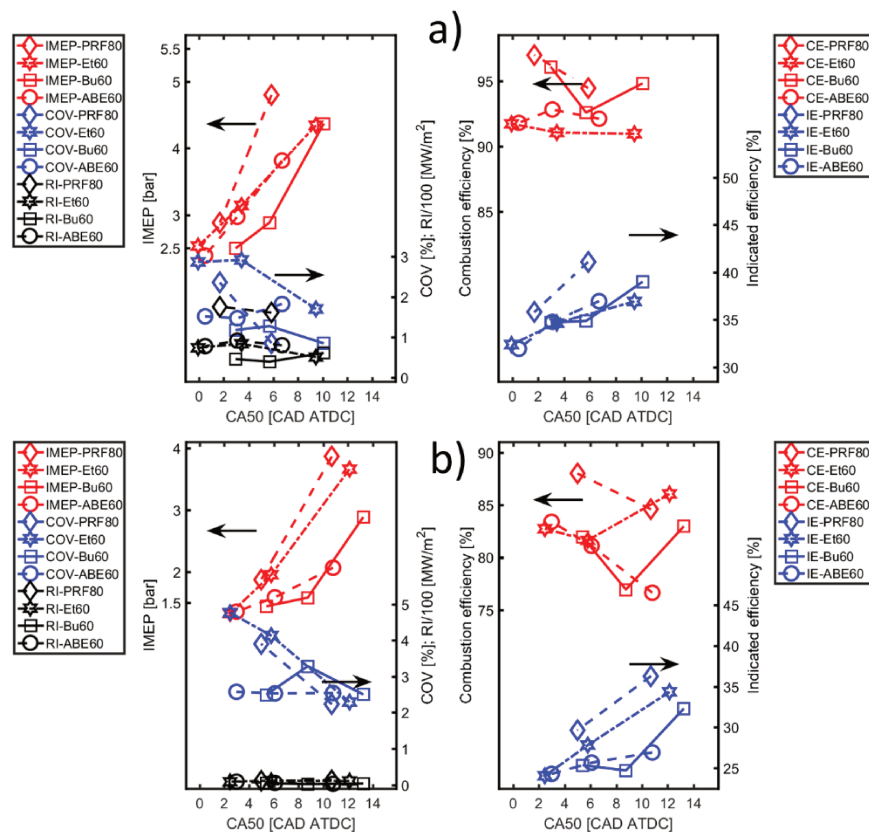 a)
IMEP-PRF80
IMEP-Et60
IMEP-Bu60
IMEP-ABE60
COV-PRF80
COV-Et60
COV-Bu60
COV-ABE60
RI-PRF80
RI-Et60
RI-Bu60
RI-ABE60
5.5
5
4
3
2.5
IMEP [bar]
3
2
1
0
COV [%]; RI/100 [MW/m²]
0 2 4 6 8 10 12 14
CA50 [CAD ATDC]
95
90
85
Combustion efficiency [%]
50
45
40
35
30
Indicated efficiency [%]
0 2 4 6 8 10 12 14
CA50 [CAD ATDC]
CE-PRF80
CE-Et60
CE-Bu60
CE-ABE60
IE-PRF80
IE-Et60
IE-Bu60
IE-ABE60
b)
IMEP-PRF80
IMEP-Et60
IMEP-Bu60
IMEP-ABE60
COV-PRF80
COV-Et60
COV-Bu60
COV-ABE60
RI-PRF80
RI-Et60
RI-Bu60
RI-ABE60
4
3
2
1.5
IMEP [bar]
5
4
3
2
1
0
COV [%]; RI/100 [MW/m²]
0 2 4 6 8 10 12 14
CA50 [CAD ATDC]
90
85
80
75
Combustion efficiency [%]
45
40
35
30
25
Indicated efficiency [%]
0 2 4 6 8 10 12 14
CA50 [CAD ATDC]
CE-PRF80
CE-Et60
CE-Bu60
CE-ABE60
IE-PRF80
IE-Et60
IE-Bu60
IE-ABE60